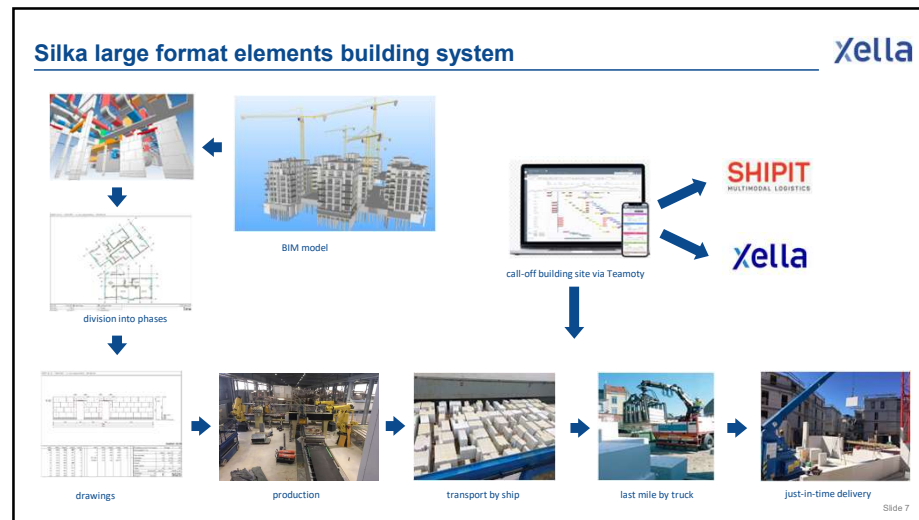 Silka large format elements building system
xella
BIM model
SHIPIT
MULTIMODAL LOGISTICS
xella
call-off building site via Teamoty
division into phases
drawings
production
transport by ship
last mile by truck
just-in-time delivery
Slide 7